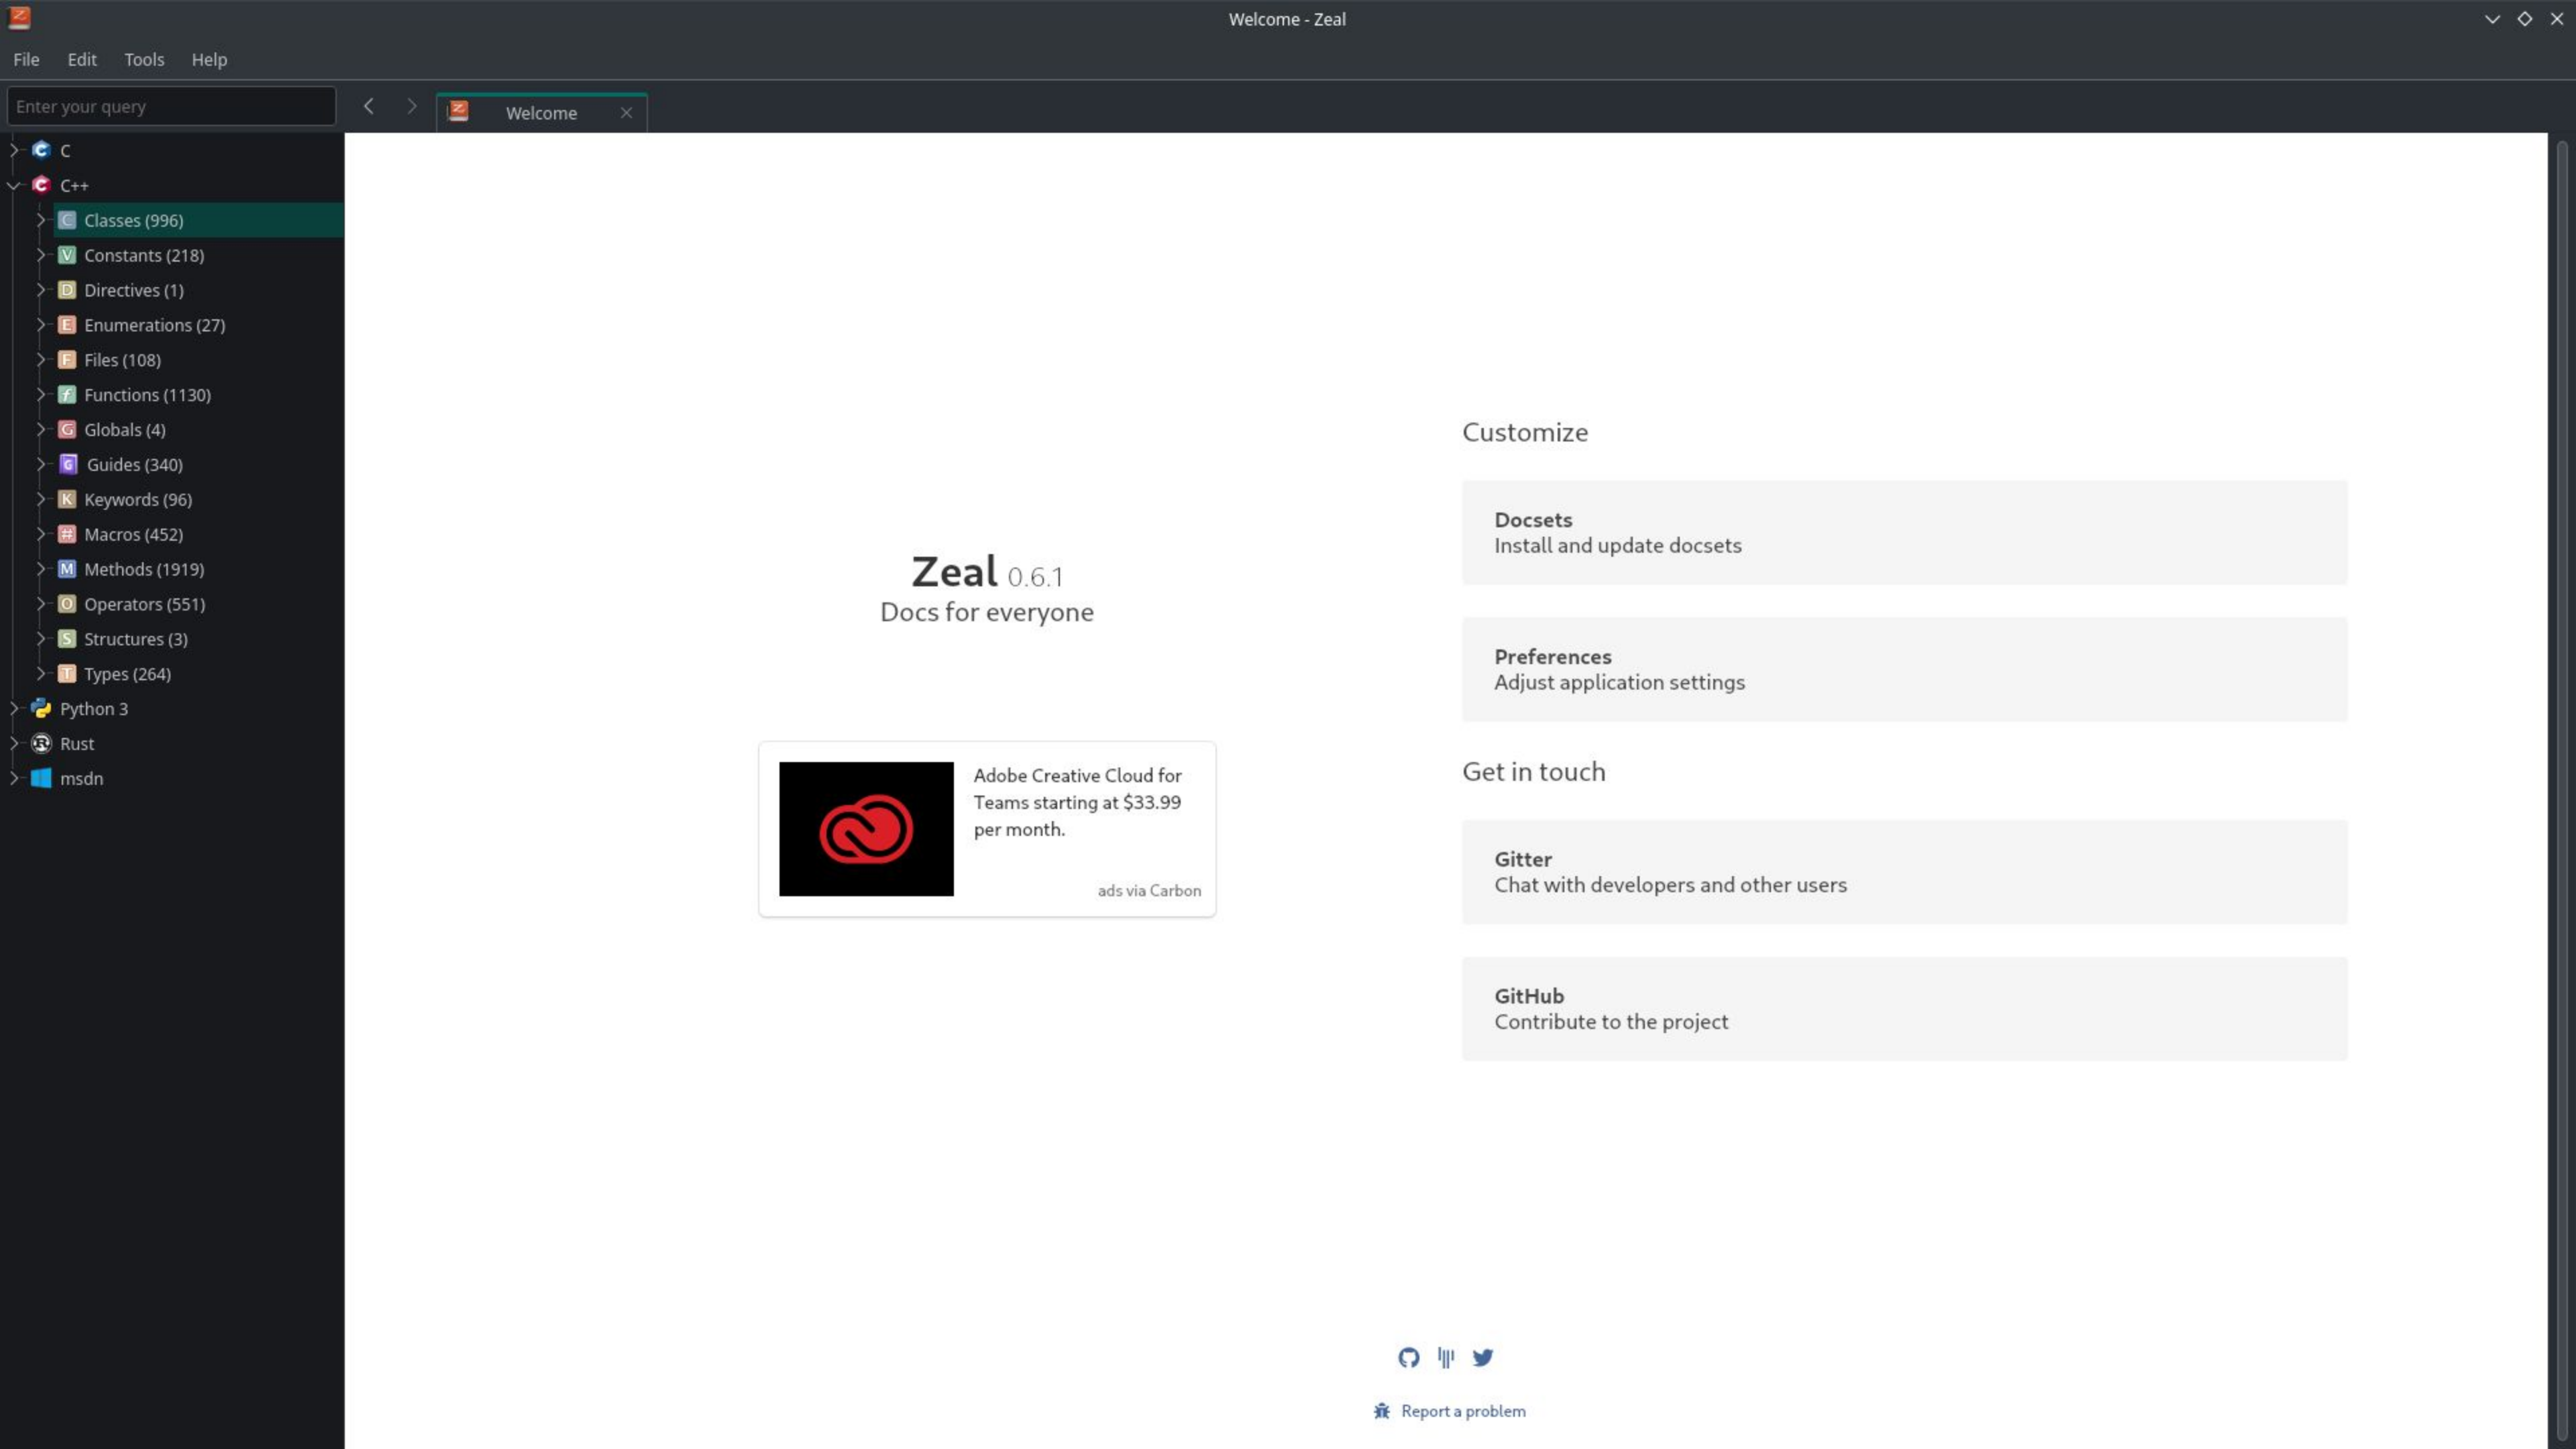 Welcome - Zeal
File Edit Tools Help
Enter your query
Welcome
C
C++
Classes (996)
Constants (218)
Directives (1)
Enumerations (27)
Files (108)
Functions (1130)
Globals (4)
Guides (340)
Keywords (96)
Macros (452)
Methods (1919)
Operators (551)
Structures (3)
Types (264)
Python 3
Rust
msdn
Zeal 0.6.1
Docs for everyone
Adobe Creative Cloud for
Teams starting at $33.99
per month.
ads via Carbon
Customize
Docsets
Install and update docsets
Preferences
Adjust application settings
Get in touch
Gitter
Chat with developers and other users
GitHub
Contribute to the project
Report a problem